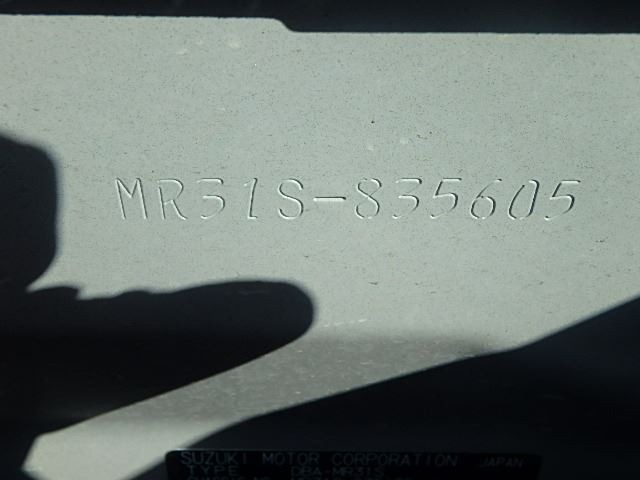 MR31S-835605
SUZUKI MOTOR CORPORATION JAPAN
TYPE DBA-MR31S